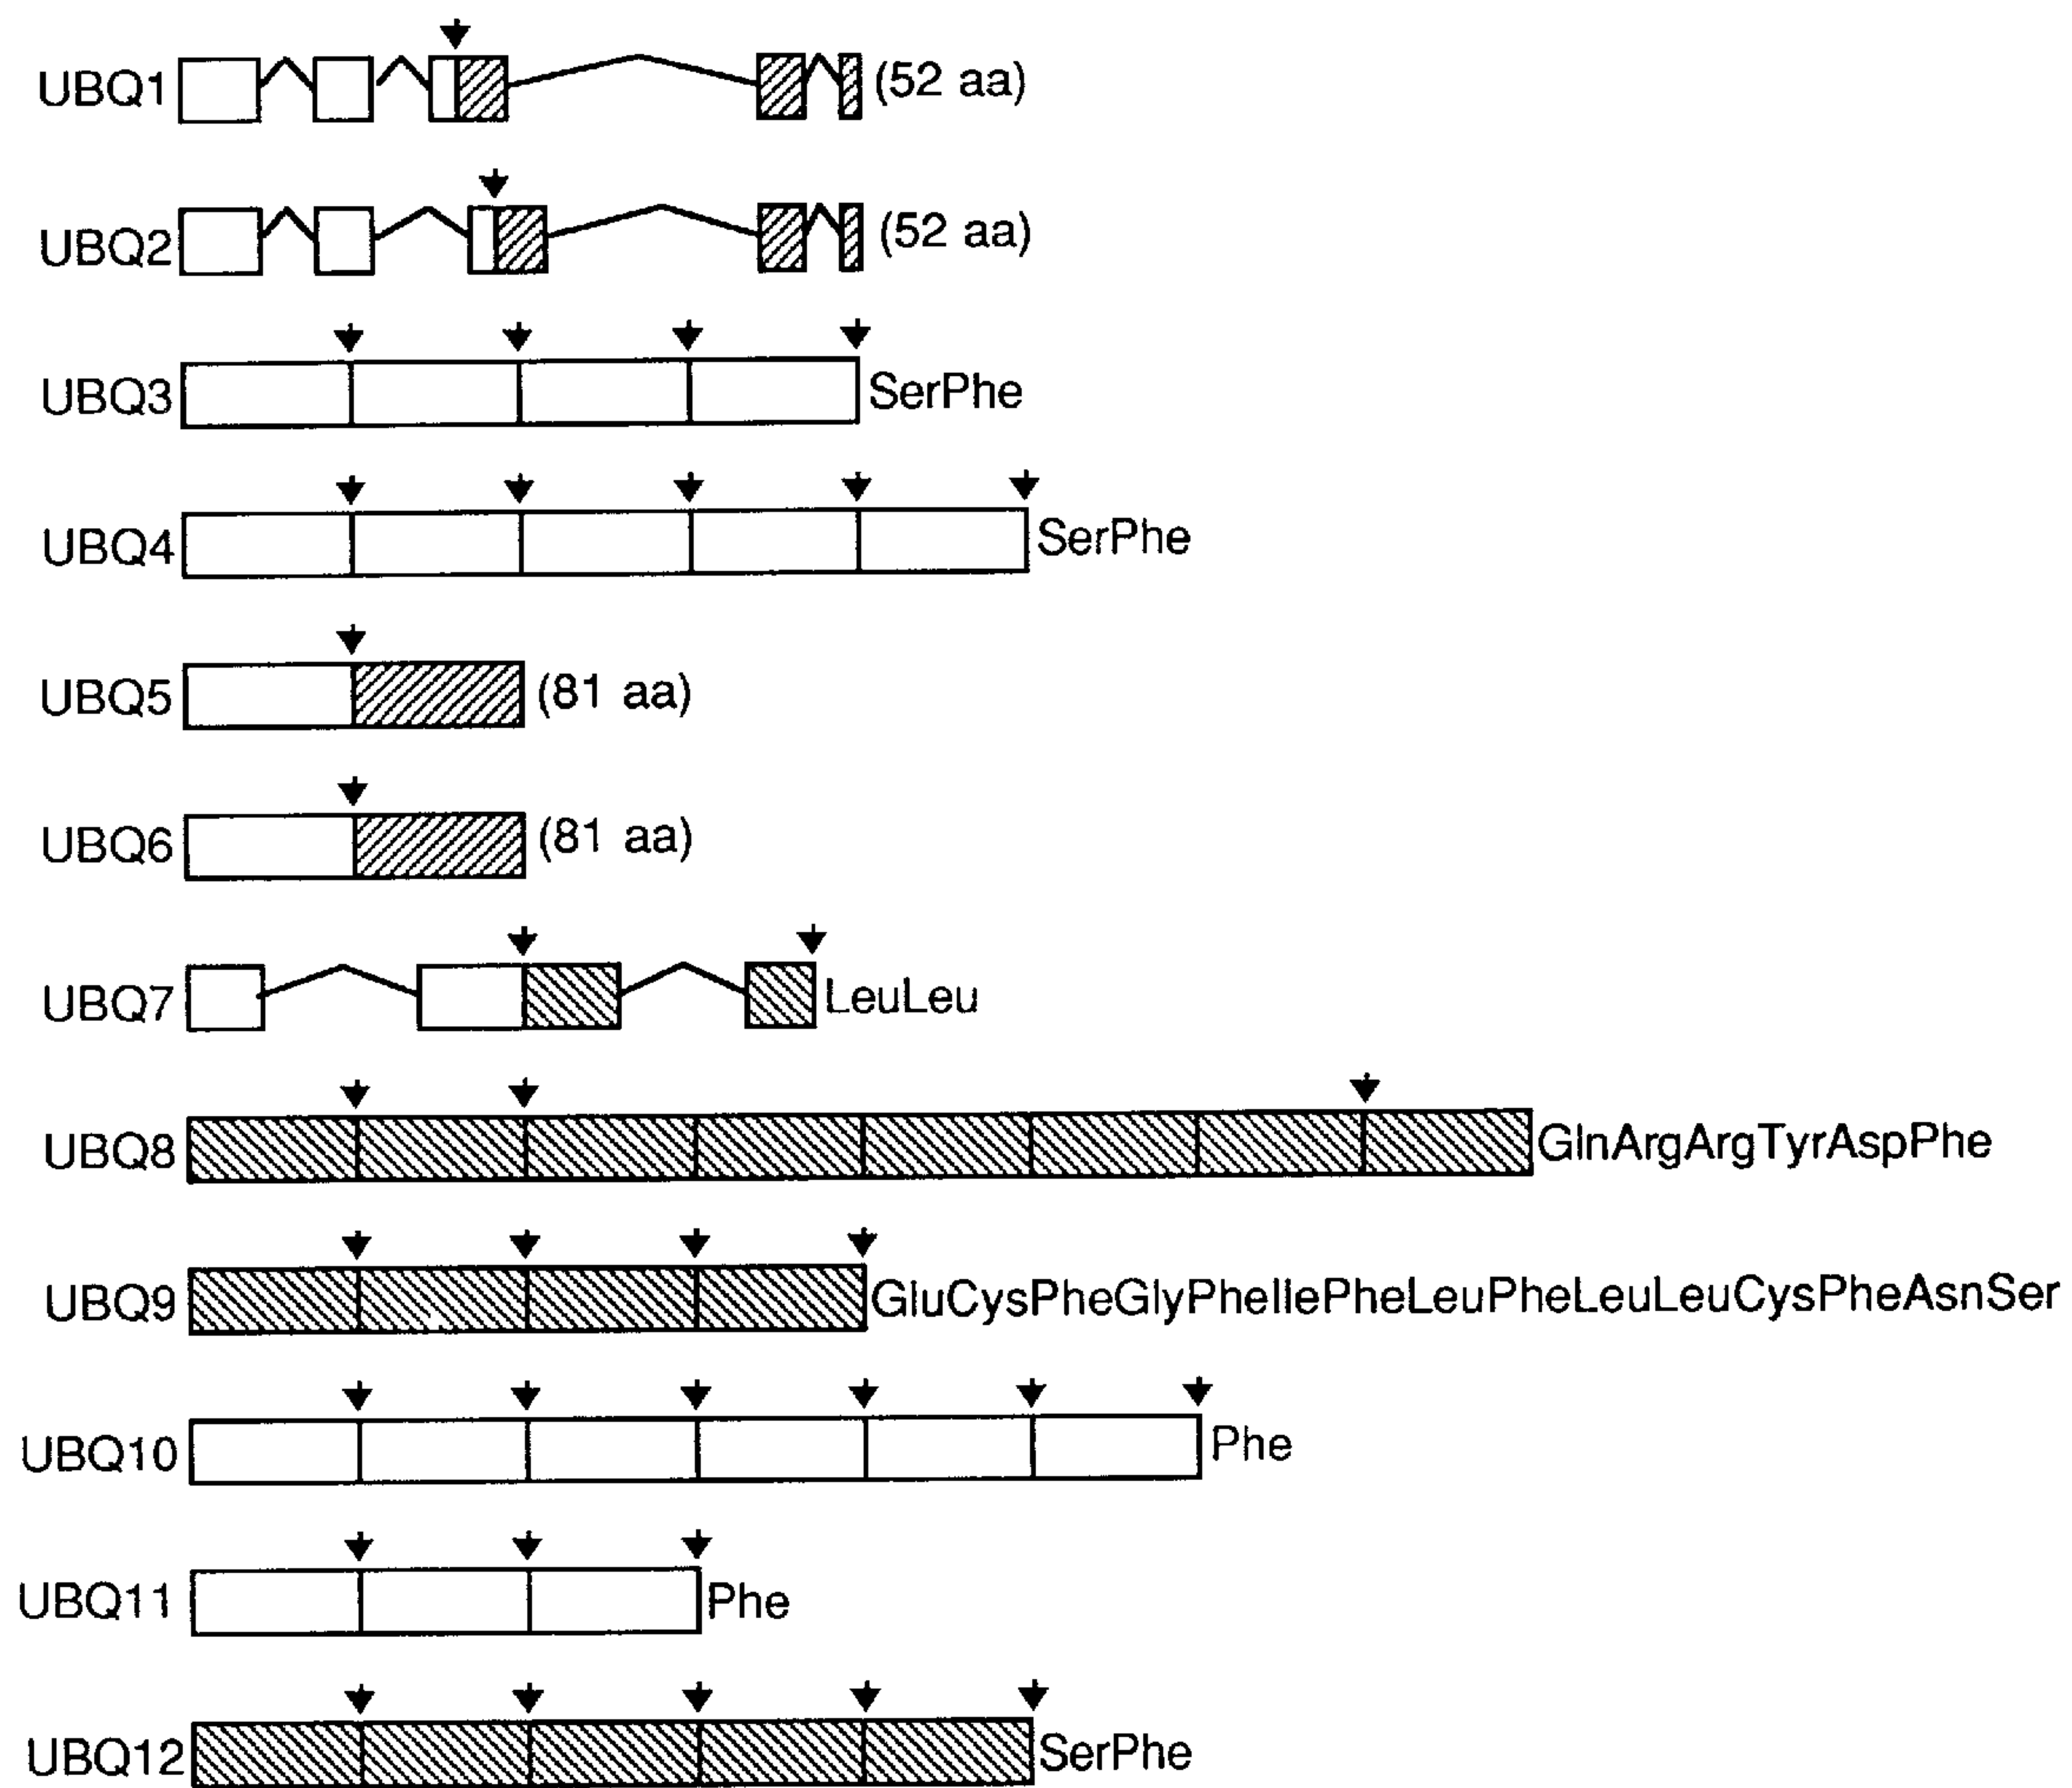 UBQ1 (52 aa)
UBQ2 (52 aa)
UBQ3 SerPhe
UBQ4 SerPhe
UBQ5 (81 aa)
UBQ6 (81 aa)
UBQ7 LeuLeu
UBQ8 GlnArgArgTyrAspPhe
UBQ9 GluCysPheGlyPheIlePheLeuPheLeuLeuCysPheAsnSer
UBQ10 Phe
UBQ11 Phe
UBQ12 SerPhe